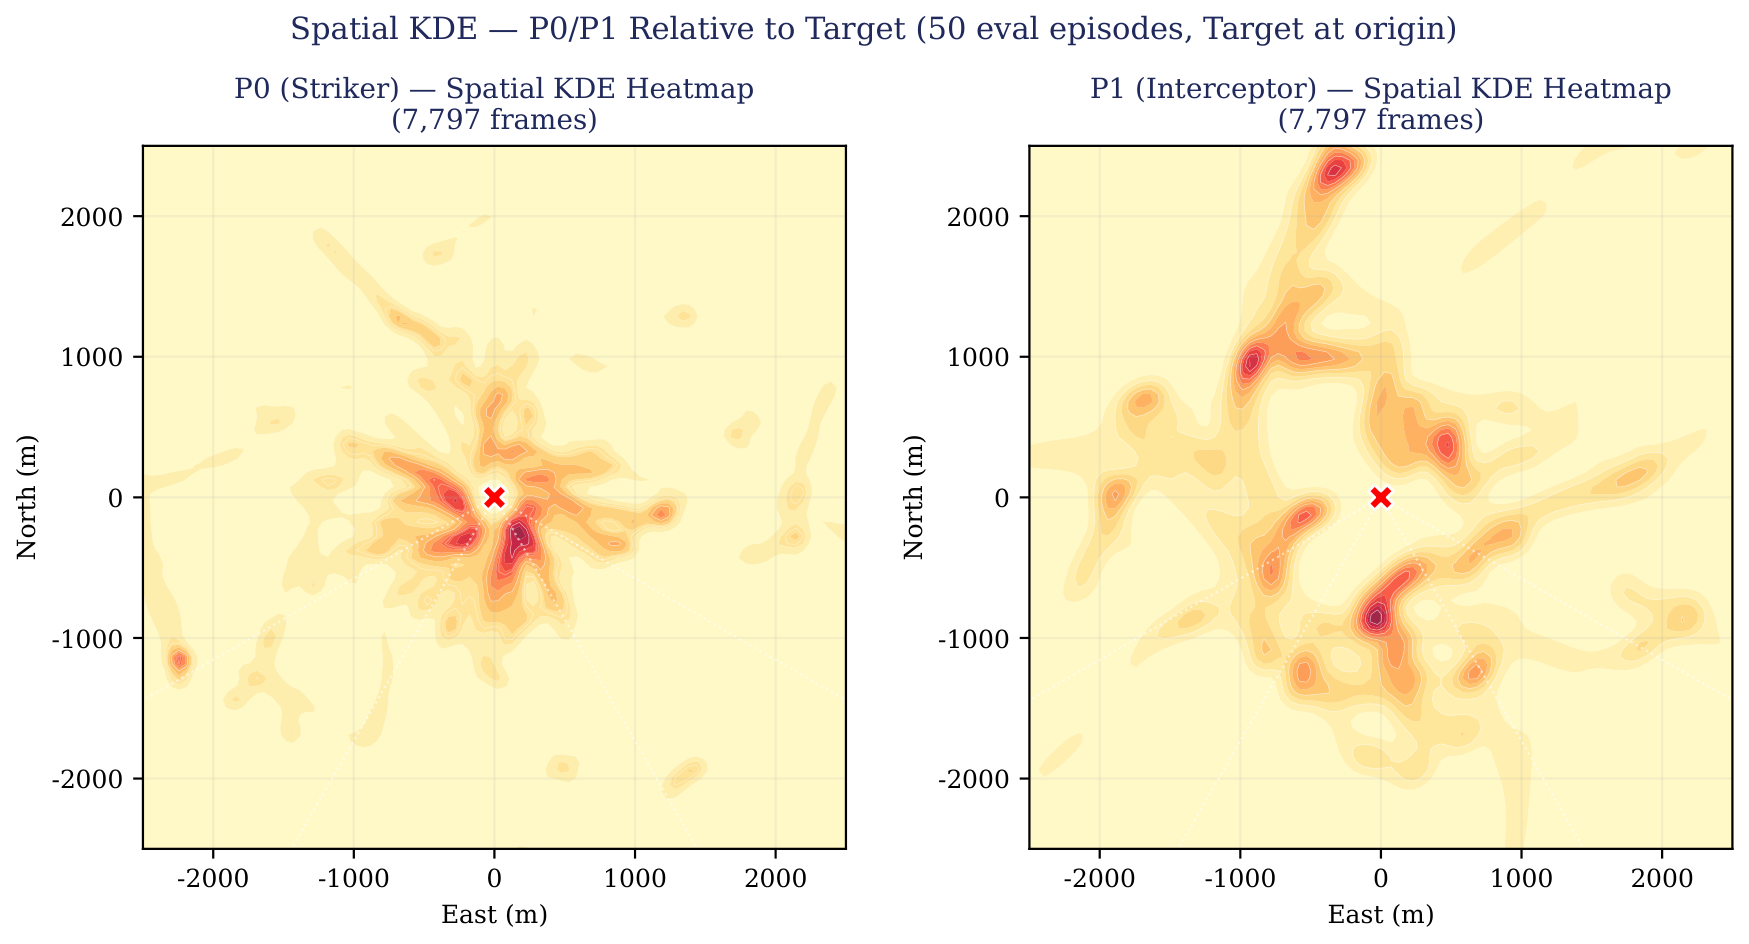 Spatial KDE — P0/P1 Relative to Target (50 eval episodes, Target at origin)
P0 (Striker) — Spatial KDE Heatmap
(7,797 frames)
North (m)
2000
1000
0
-1000
-2000
-2000
-1000
0
1000
2000
East (m)
P1 (Interceptor) — Spatial KDE Heatmap
(7,797 frames)
North (m)
2000
1000
0
-1000
-2000
-2000
-1000
0
1000
2000
East (m)